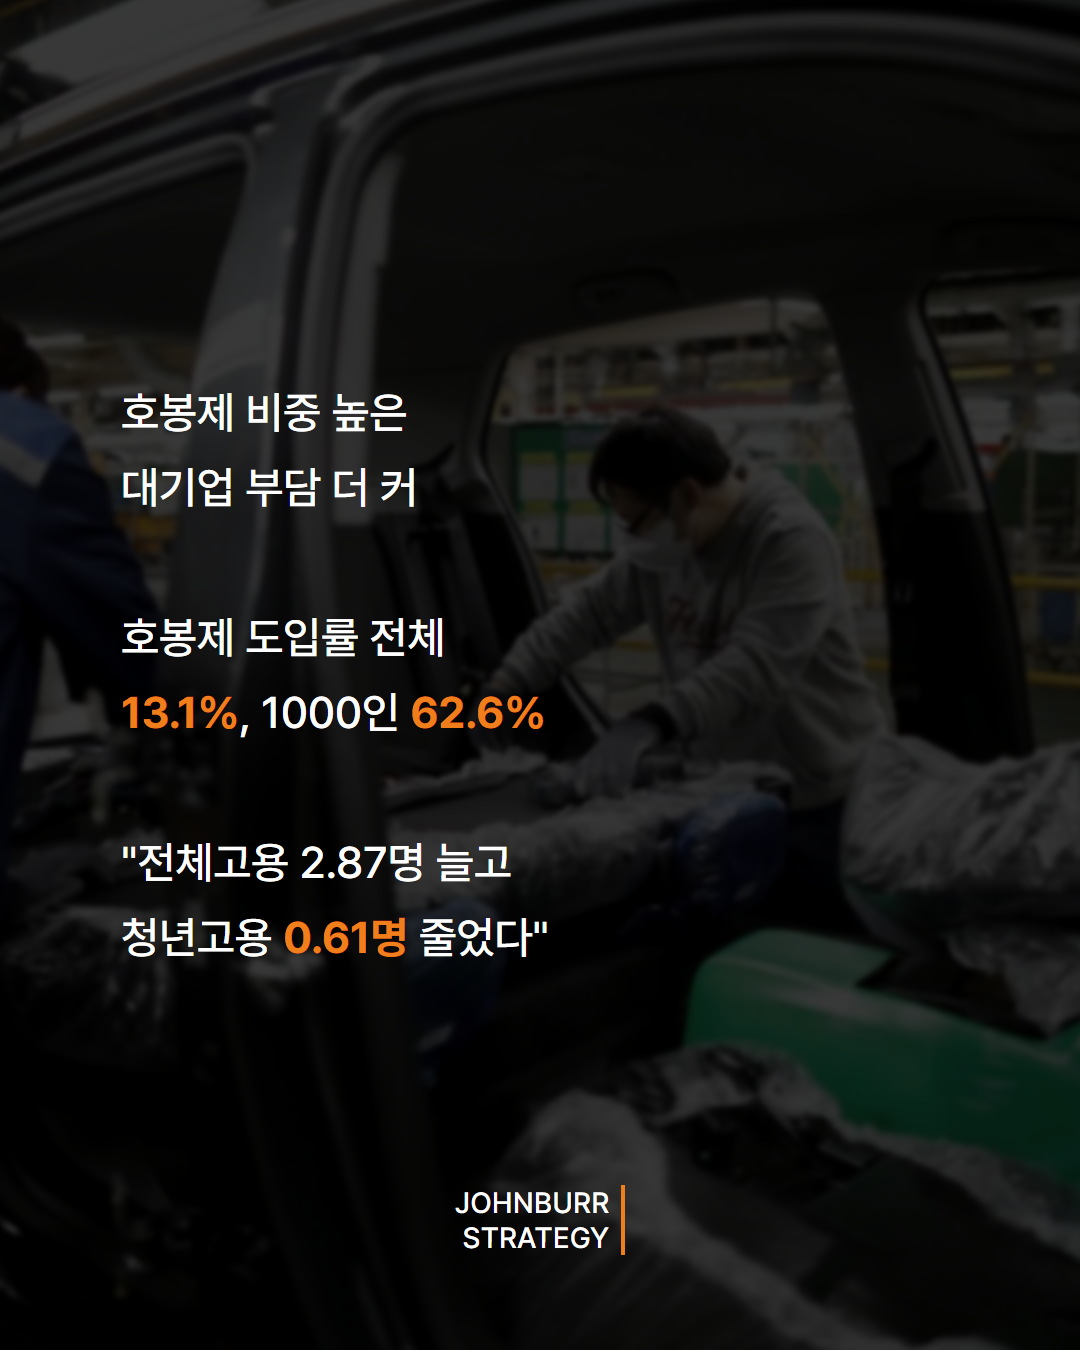 호봉제 비중 높은
대기업 부담 더 커
호봉제 도입률 전체
13.1%, 1000인 62.6%
"전체고용 2.87명 늘고
청년고용 0.61명 줄었다"
JOHNBURR
STRATEGY